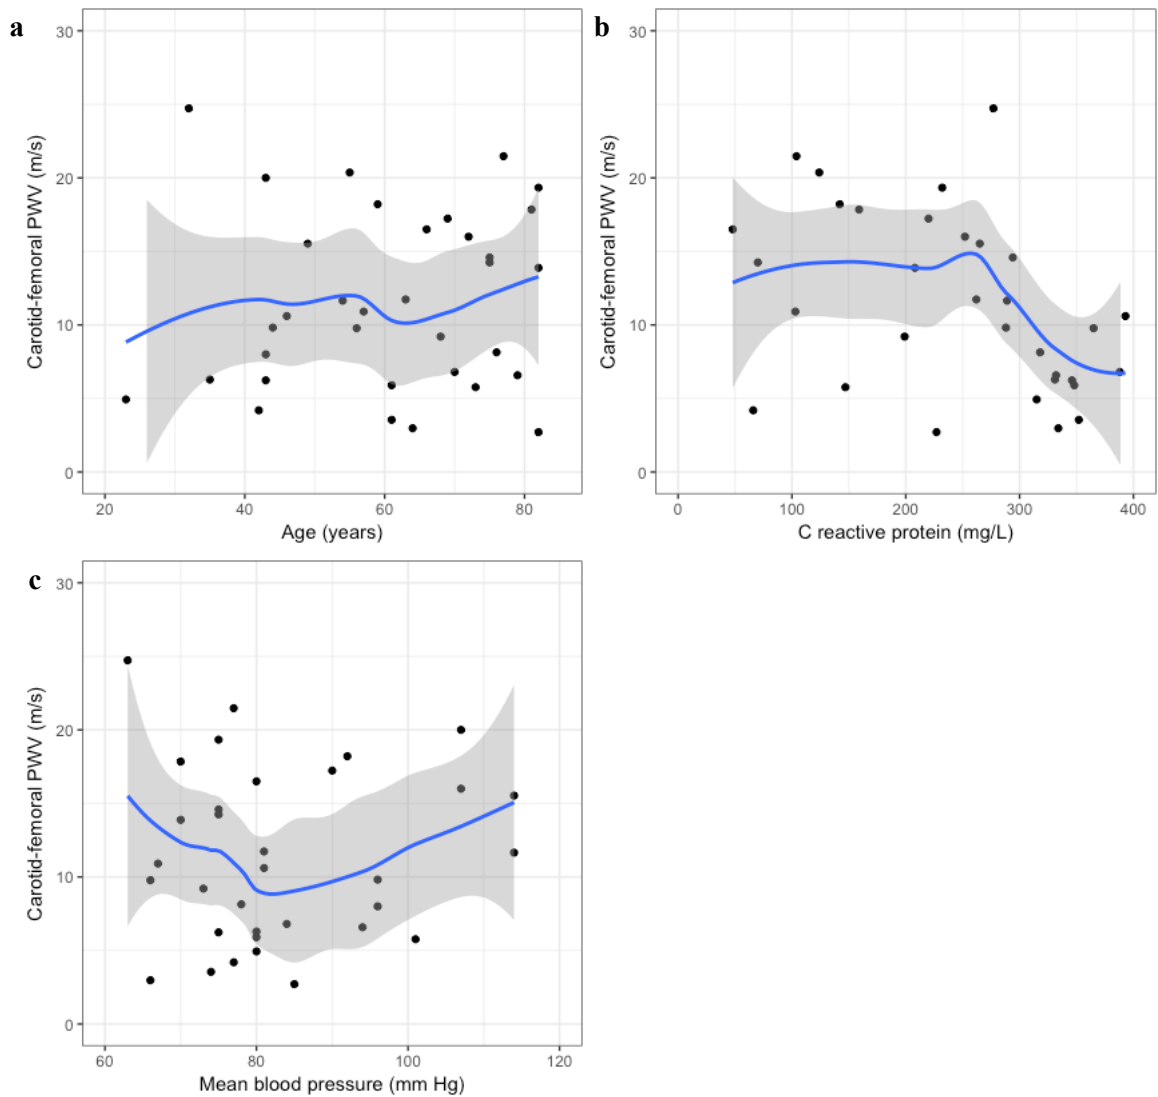 a
30
20
10
0
Carotid-femoral PWV (m/s)
20 40 60 80
Age (years)
b
30
20
10
0
Carotid-femoral PWV (m/s)
0 100 200 300 400
C reactive protein (mg/L)
c
30
20
10
0
Carotid-femoral PWV (m/s)
60 80 100 120
Mean blood pressure (mm Hg)